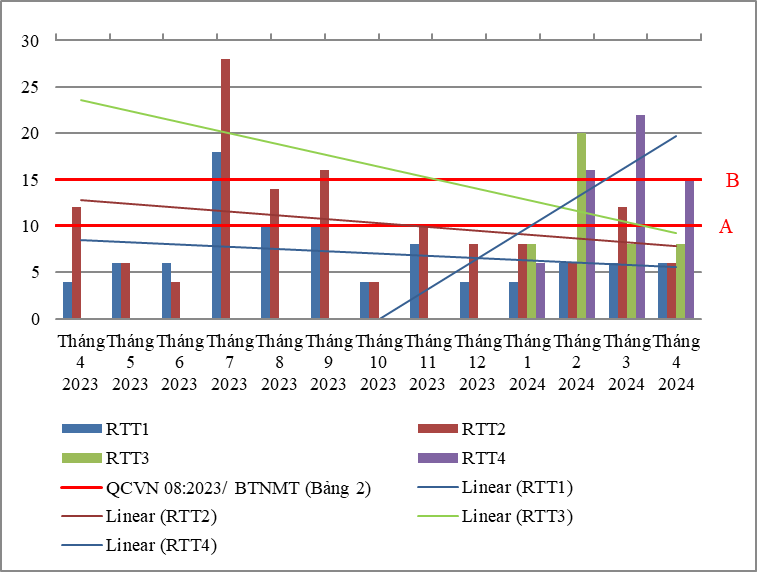 30
25
20
15
B
10
A
5
0
Tháng 4 2023
Tháng 5 2023
Tháng 6 2023
Tháng 7 2023
Tháng 8 2023
Tháng 9 2023
Tháng 10 2023
Tháng 11 2023
Tháng 12 2023
Tháng 1 2024
Tháng 2 2024
Tháng 3 2024
Tháng 4 2024
RTT1
RTT2
RTT3
RTT4
QCVN 08:2023/ BTNMT (Bảng 2)
Linear (RTT1)
Linear (RTT2)
Linear (RTT3)
Linear (RTT4)